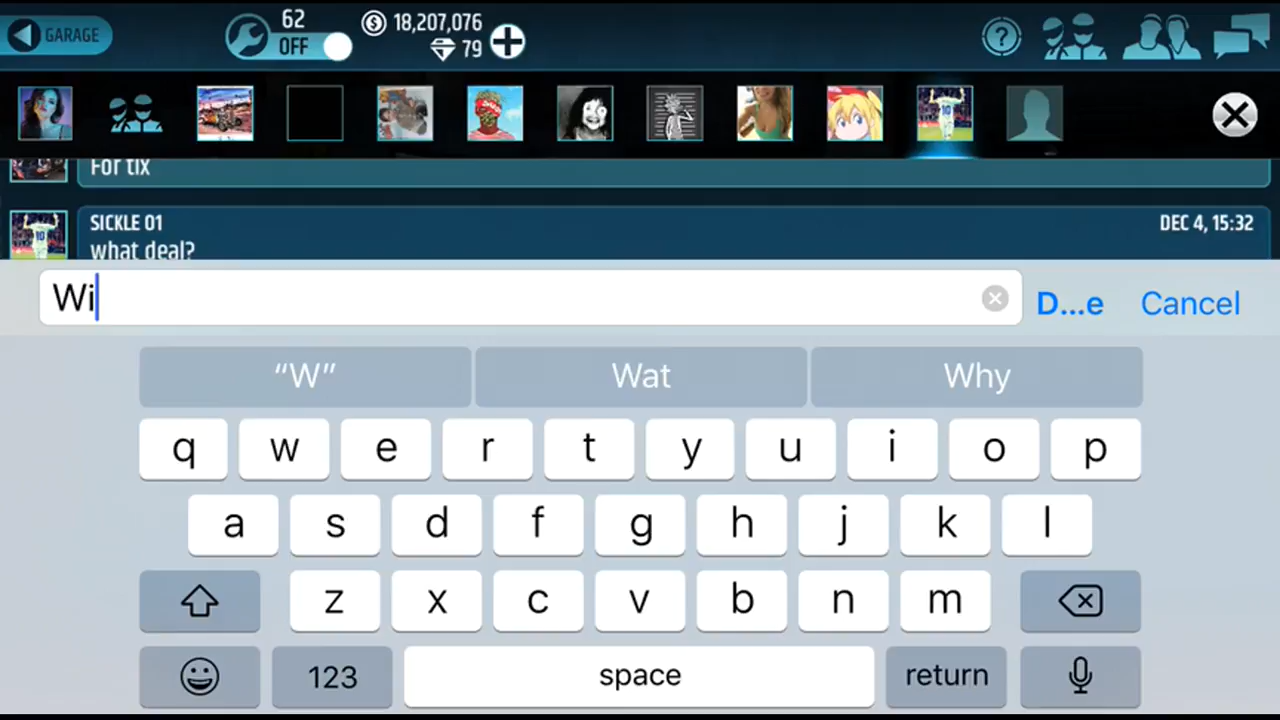 GARAGE
62
OFF
18,207,076
79
For tix
SICKLE 01
DEC 4, 15:32
what deal?
Wi
D...e
Cancel
“W”
Wat
Why
q w e r t y u i o p
a s d f g h j k l
z x c v b n m
123
space
return